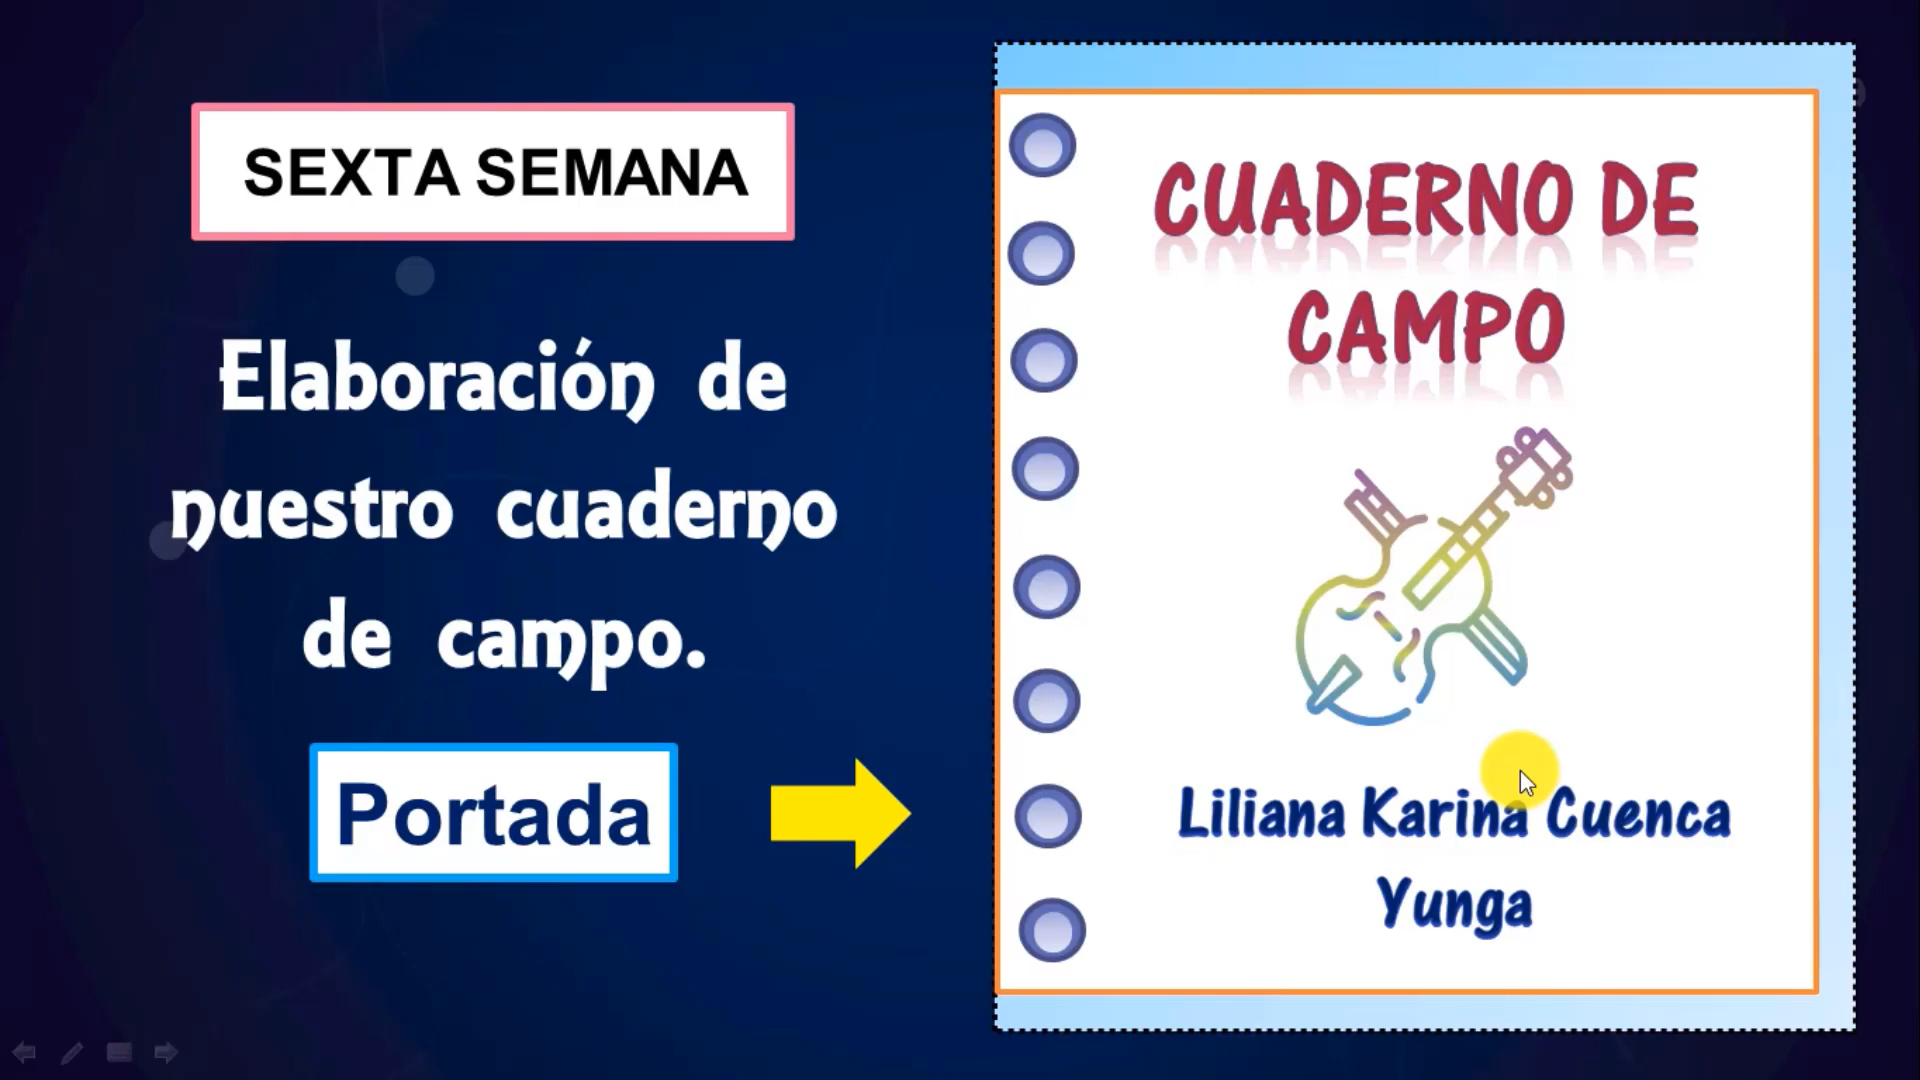 SEXTA SEMANA
Elaboración de
nuestro cuaderno
de campo.
Portada
CUADERNO DE
CAMPO
Liliana Karina Cuenca
Yunga